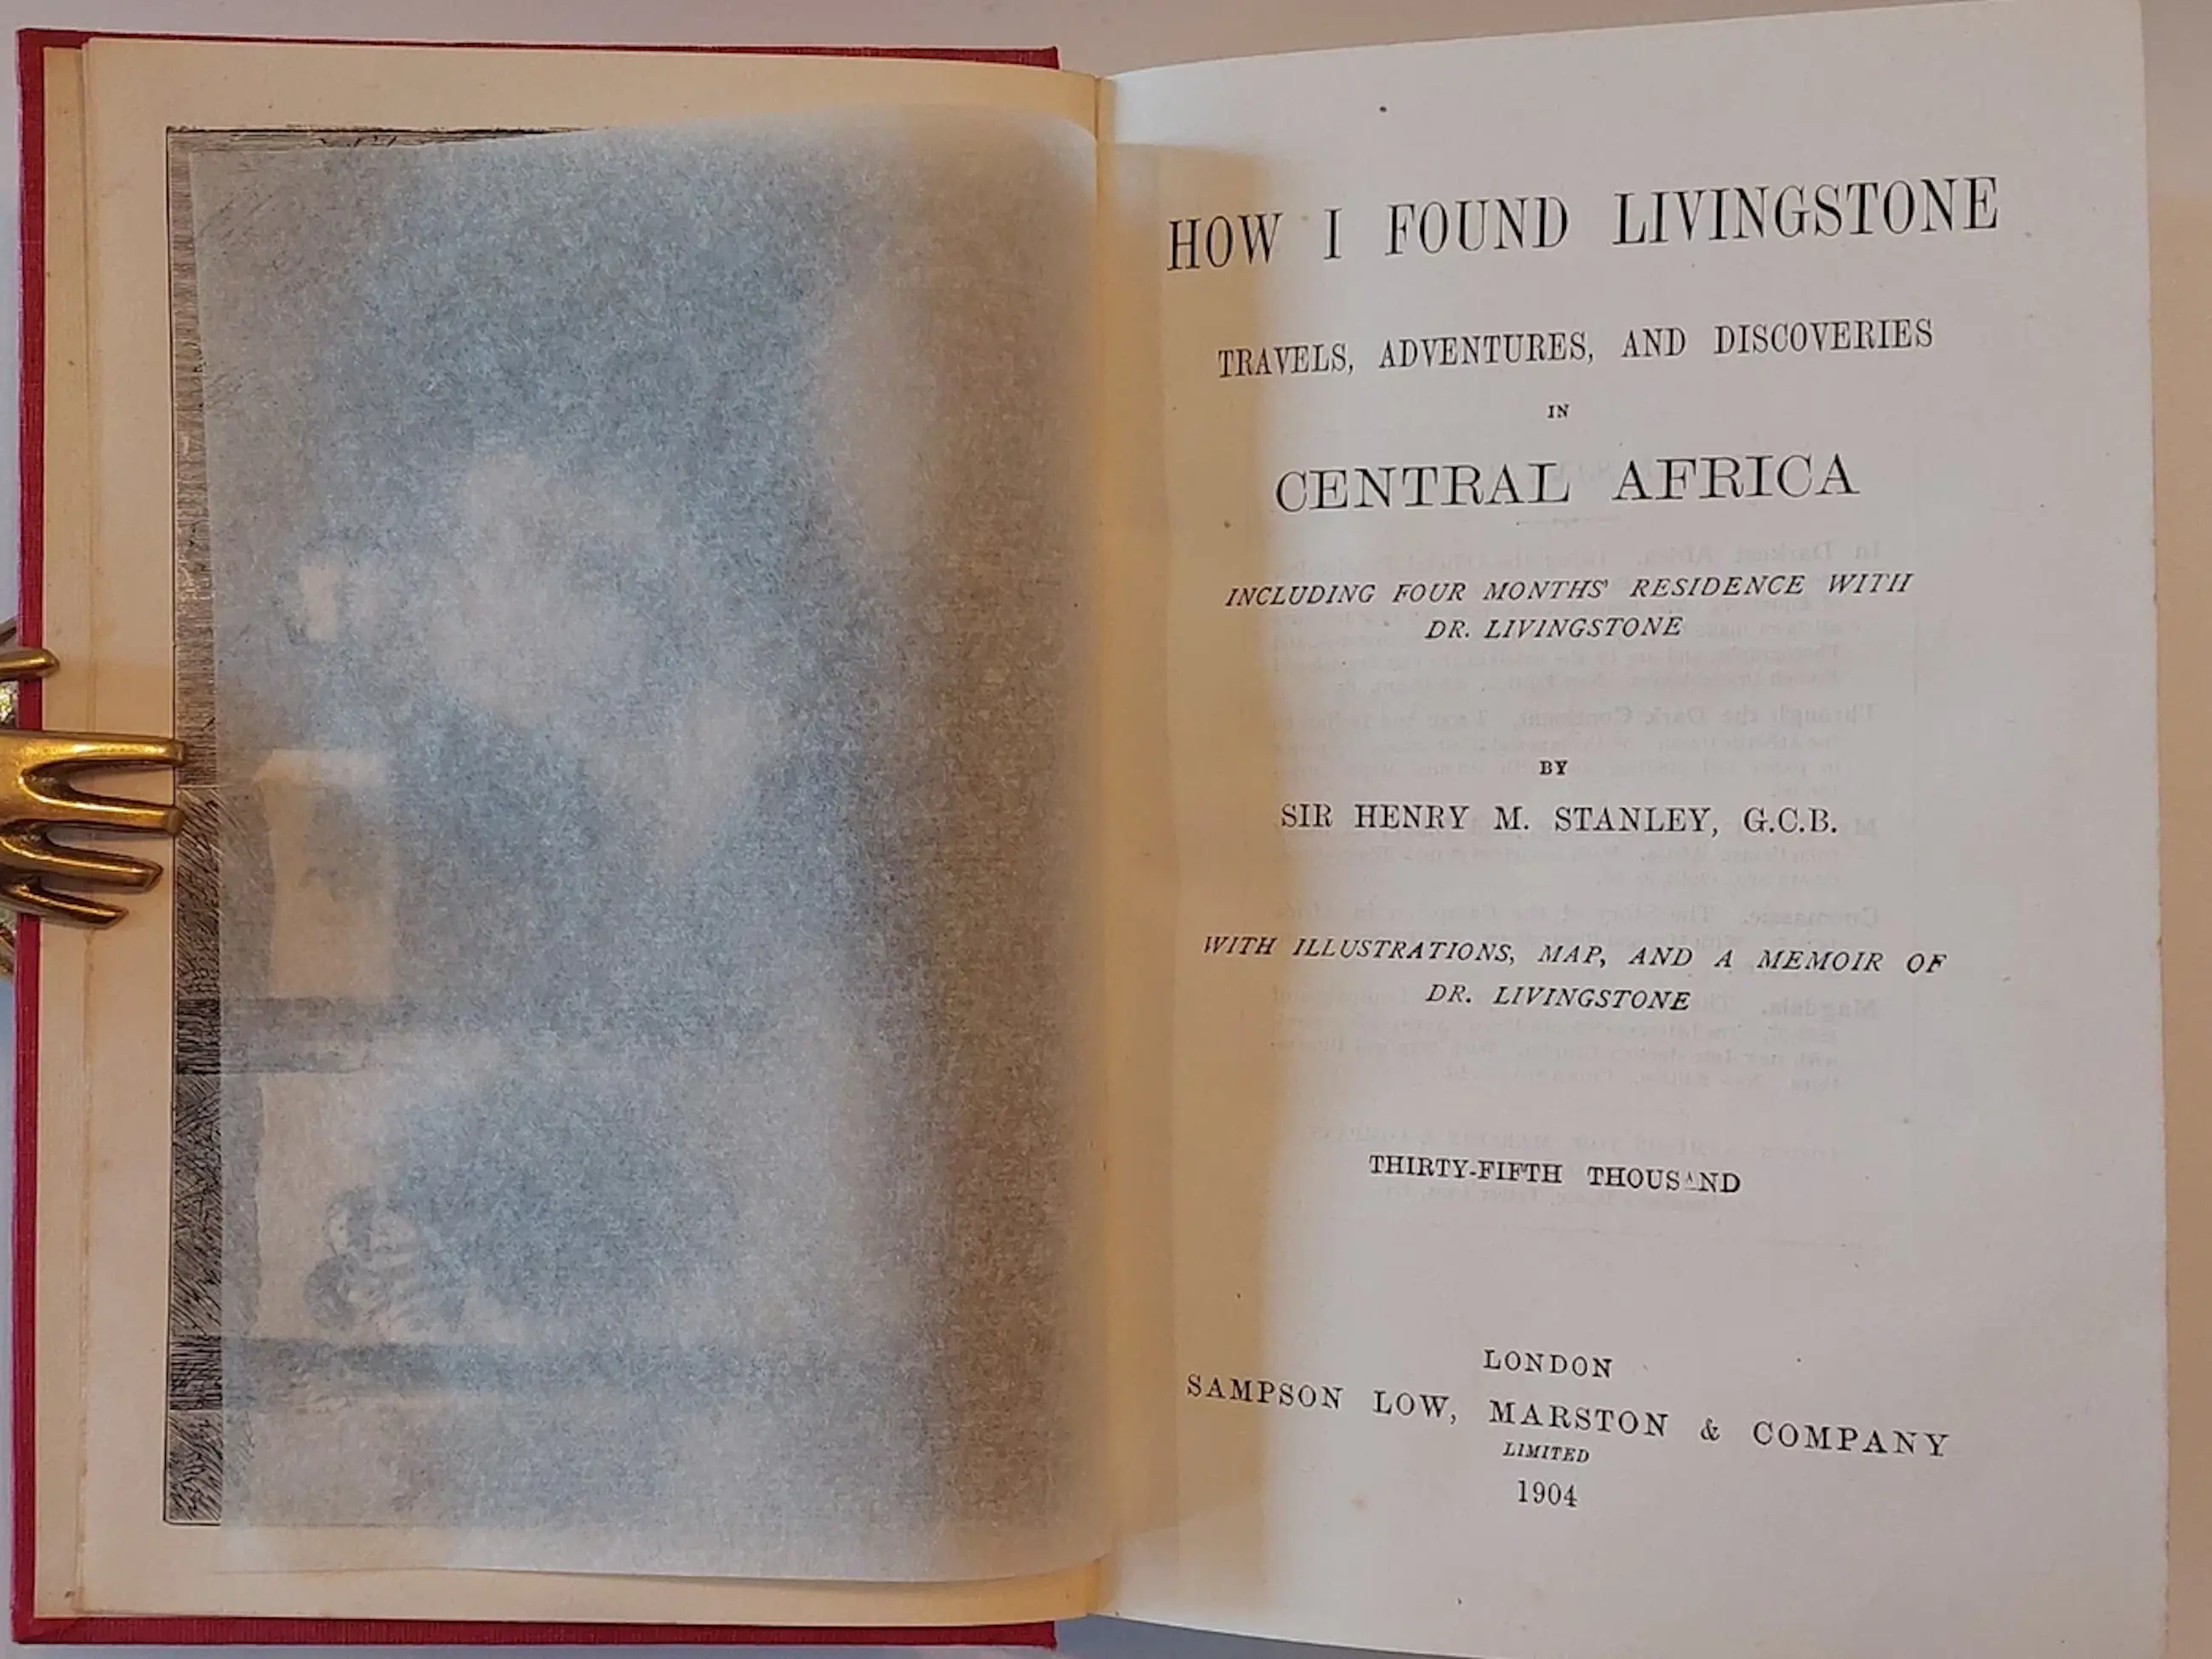 HOW I FOUND LIVINGSTONE
TRAVELS, ADVENTURES, AND DISCOVERIES
IN
CENTRAL AFRICA
INCLUDING FOUR MONTHS' RESIDENCE WITH
DR. LIVINGSTONE
BY
SIR HENRY M. STANLEY, G.C.B.
WITH ILLUSTRATIONS, MAP, AND A MEMOIR OF
DR. LIVINGSTONE
THIRTY-FIFTH THOUSAND
LONDON
SAMPSON LOW, MARSTON & COMPANY
LIMITED
1904